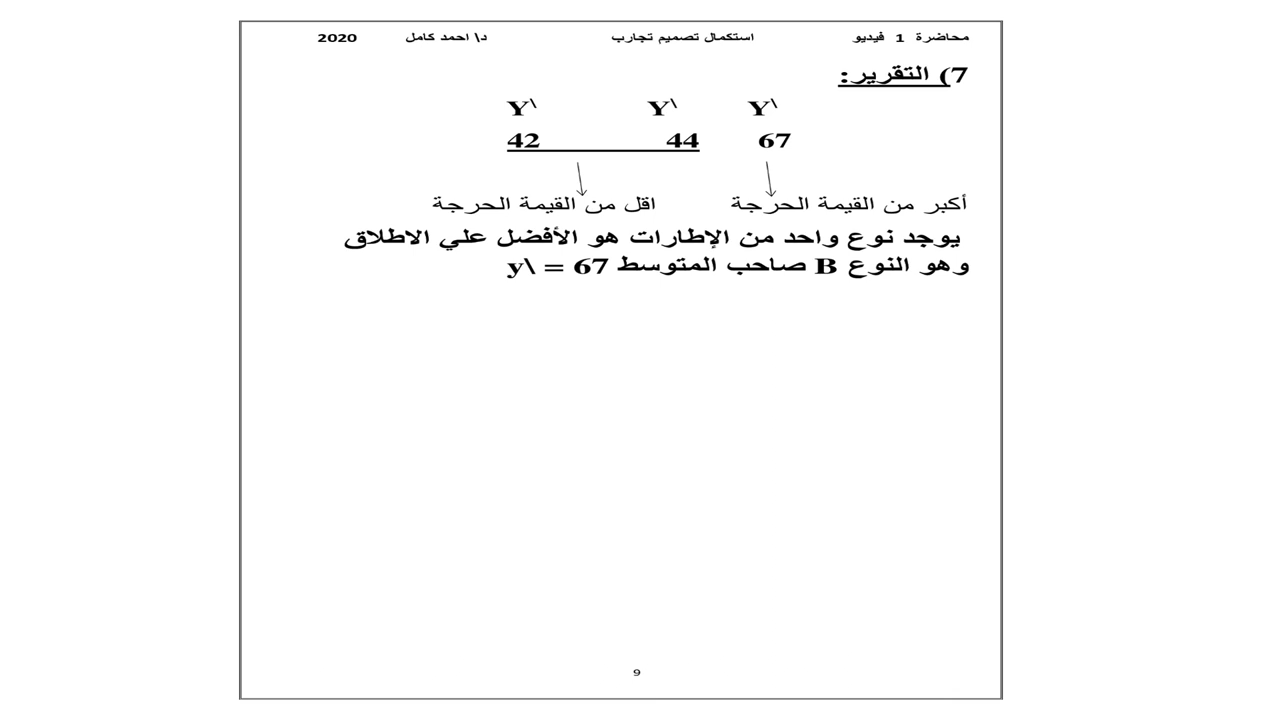 محاضرة 1 فيديو استكمال تصميم تجارب د\ احمد كامل 2020
7) التقرير:
Y\ Y\ Y\
42 44 67
أكبر من القيمة الحرجة اقل من القيمة الحرجة
يوجد نوع واحد من الإطارات هو الأفضل علي الاطلاق
وهو النوع B صاحب المتوسط y\ = 67
9